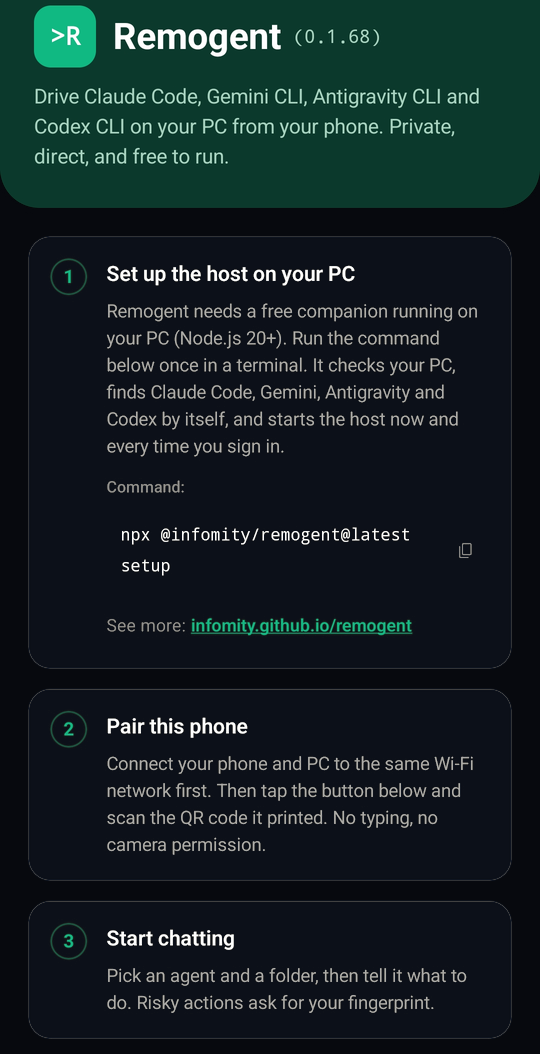 >R Remogent (0.1.68)
Drive Claude Code, Gemini CLI, Antigravity CLI and
Codex CLI on your PC from your phone. Private,
direct, and free to run.
1 Set up the host on your PC
Remogent needs a free companion running on
your PC (Node.js 20+). Run the command
below once in a terminal. It checks your PC,
finds Claude Code, Gemini, Antigravity and
Codex by itself, and starts the host now and
every time you sign in.
Command:
npx @infomity/remogent@latest
setup
See more: infomity.github.io/remogent
2 Pair this phone
Connect your phone and PC to the same Wi-Fi
network first. Then tap the button below and
scan the QR code it printed. No typing, no
camera permission.
3 Start chatting
Pick an agent and a folder, then tell it what to
do. Risky actions ask for your fingerprint.